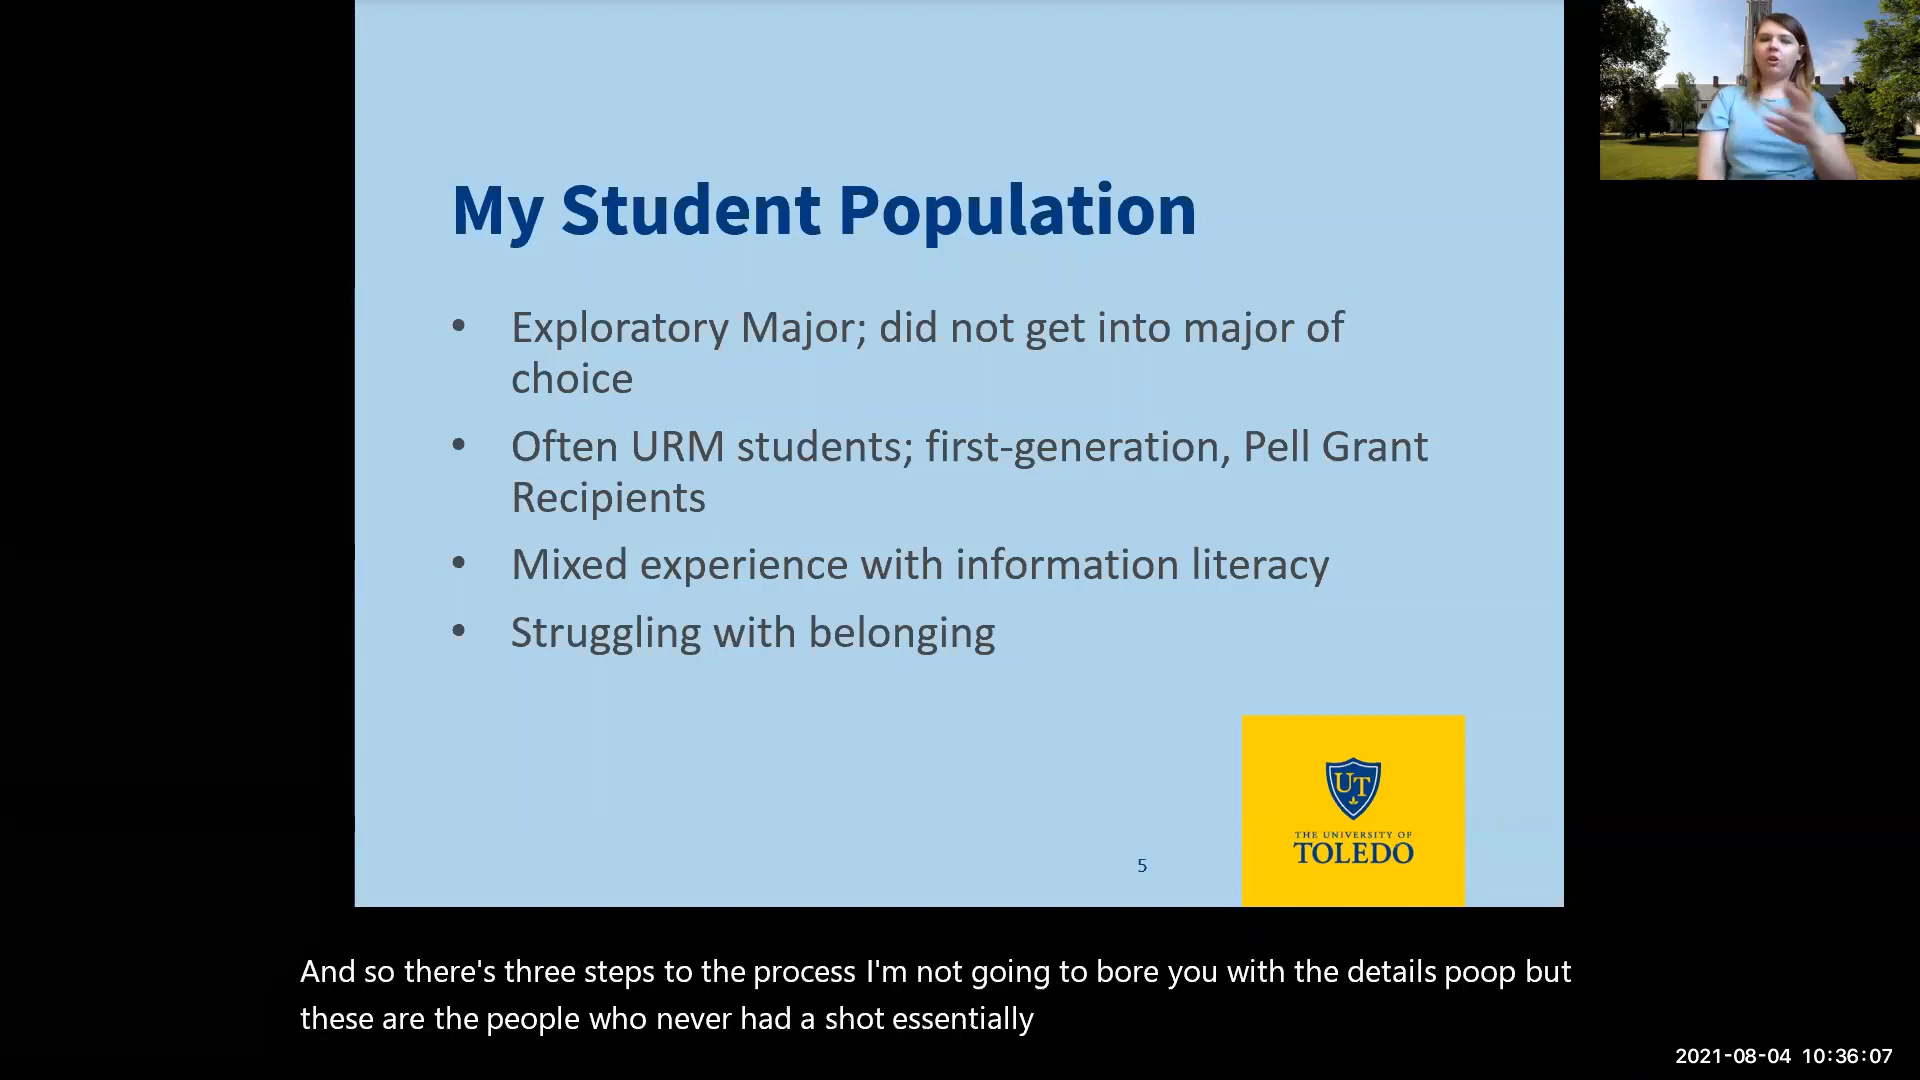 My Student Population
• Exploratory Major; did not get into major of
choice
• Often URM students; first-generation, Pell Grant
Recipients
• Mixed experience with information literacy
• Struggling with belonging
UT
THE UNIVERSITY OF
TOLEDO
5
And so there's three steps to the process I'm not going to bore you with the details poop but
these are the people who never had a shot essentially
2021-08-04 10:36:07